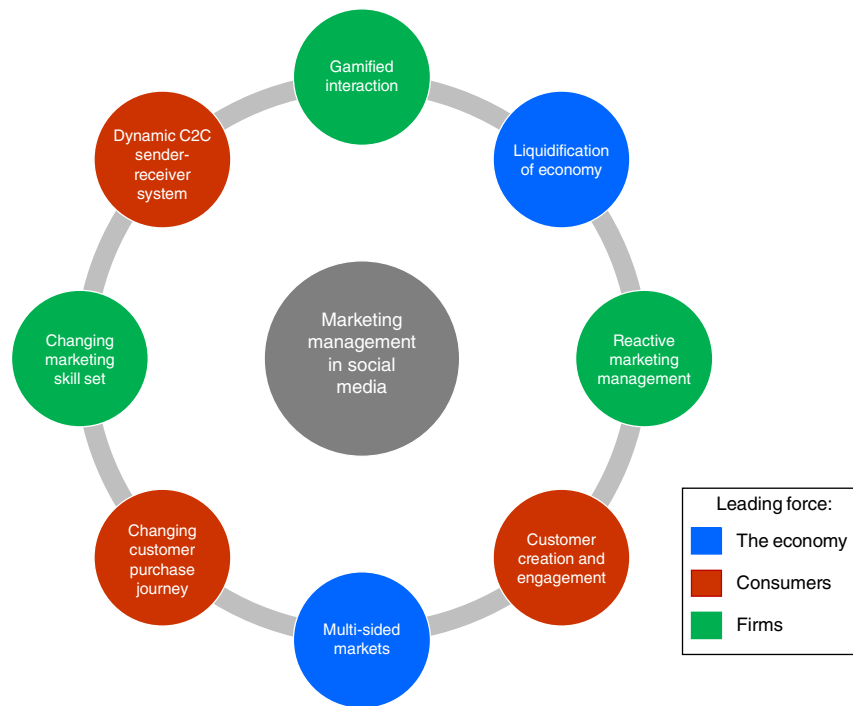 Gamified
interaction
Liquidification
of economy
Reactive
marketing
management
Customer
creation and
engagement
Multi-sided
markets
Changing
customer
purchase
journey
Changing
marketing
skill set
Dynamic C2C
sender-
receiver
system
Marketing
management
in social
media
Leading force:
The economy
Consumers
Firms